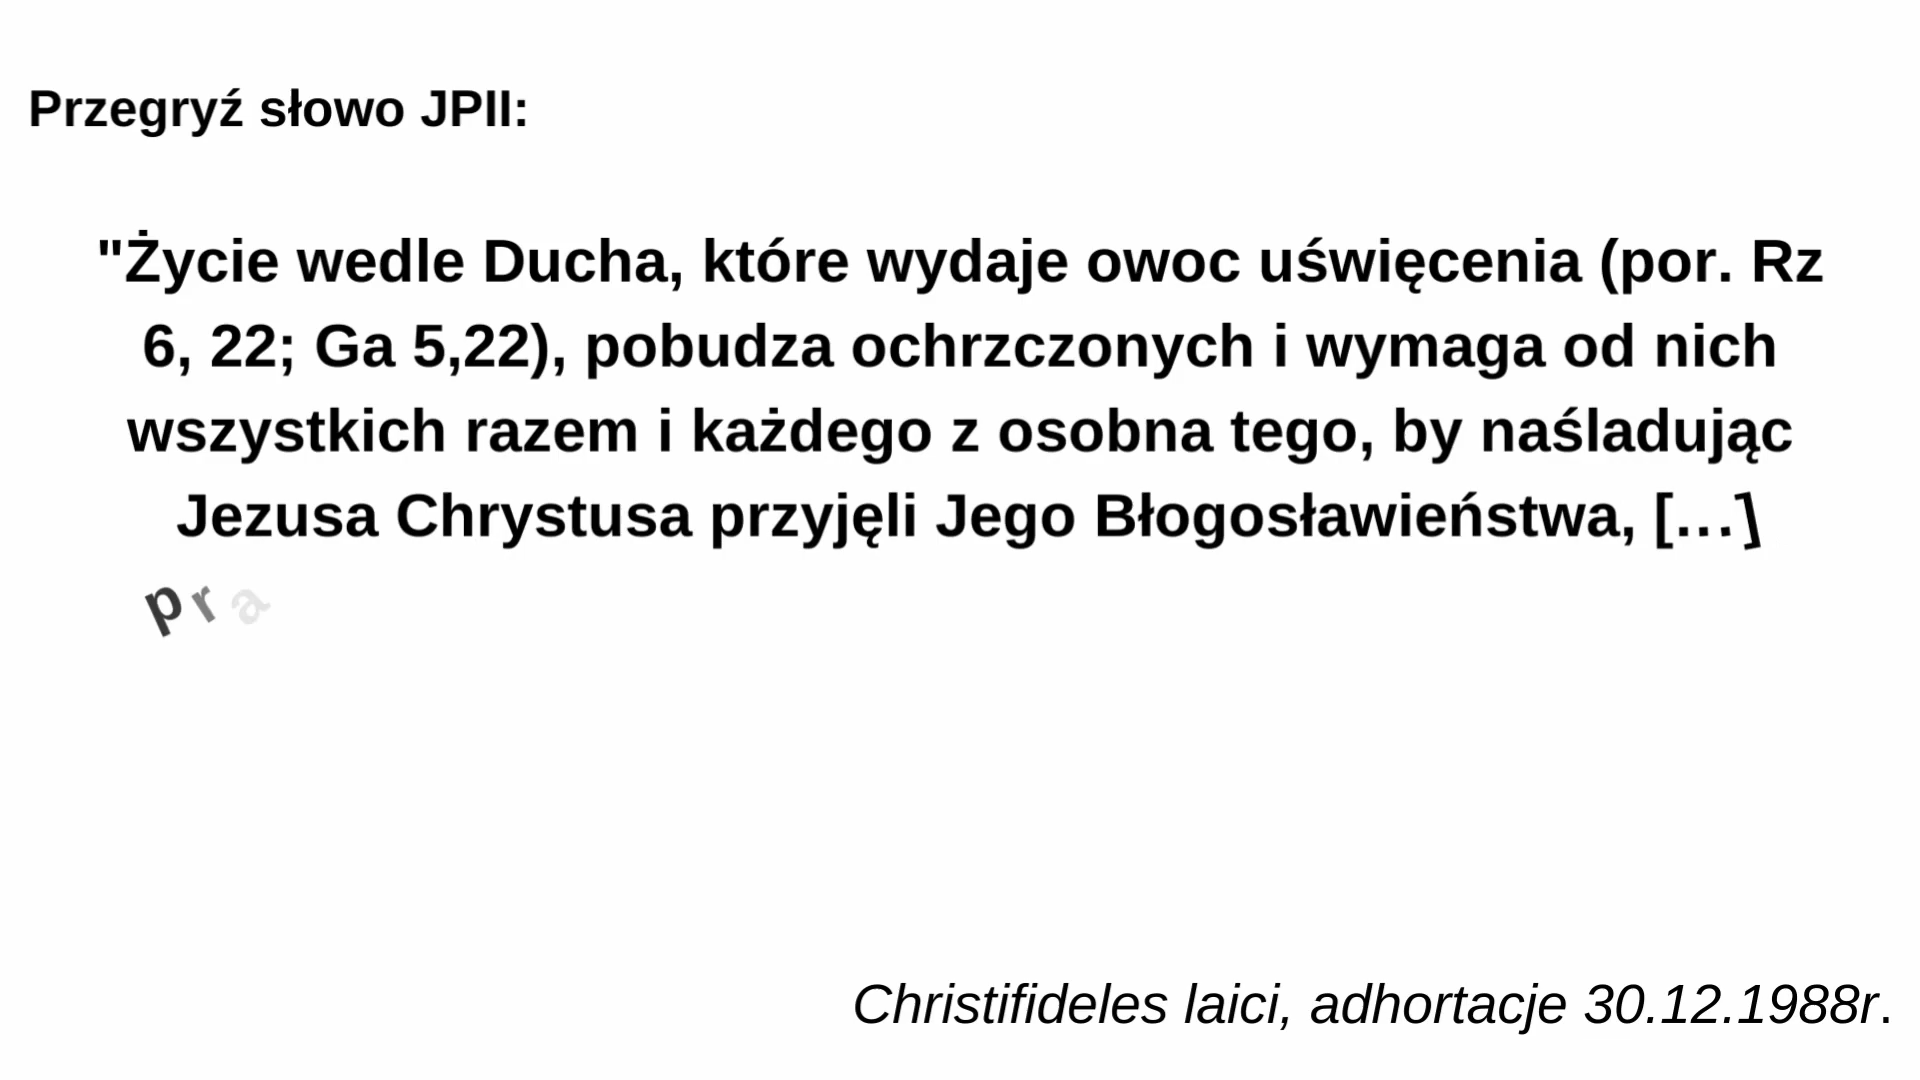 Przegryź słowo JPII:
"Życie wedle Ducha, które wydaje owoc uświęcenia (por. Rz
6, 22; Ga 5,22), pobudza ochrzczonych i wymaga od nich
wszystkich razem i każdego z osobna tego, by naśladując
Jezusa Chrystusa przyjęli Jego Błogosławieństwa, [...]
pra
Christifideles laici, adhortacje 30.12.1988r.